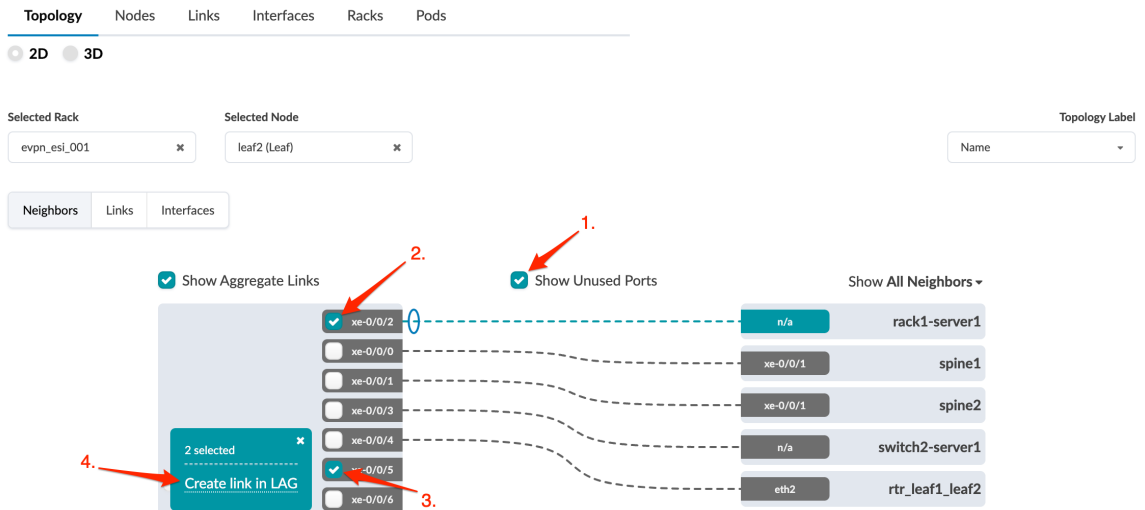 Topology Nodes Links Interfaces Racks Pods
2D 3D
Selected Rack Selected Node Topology Label
evpn_esi_001 leaf2 (Leaf) Name
Neighbors Links Interfaces
1.
2.
Show Aggregate Links Show Unused Ports Show All Neighbors
xe-0/0/2 n/a rack1-server1
xe-0/0/0
xe-0/0/1 spine1
xe-0/0/1
xe-0/0/1 spine2
xe-0/0/3
2 selected xe-0/0/4 n/a switch2-server1
4. xe-0/0/5
Create link in LAG eth2 rtr_leaf1_leaf2
xe-0/0/6 3.